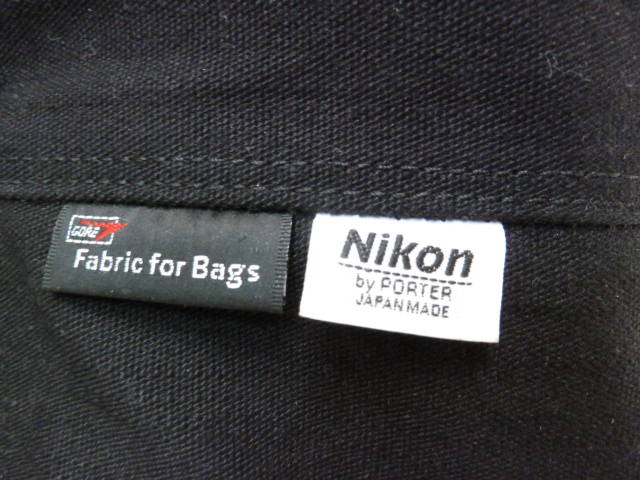 GORE
Fabric for Bags
Nikon
by PORTER
JAPAN MADE